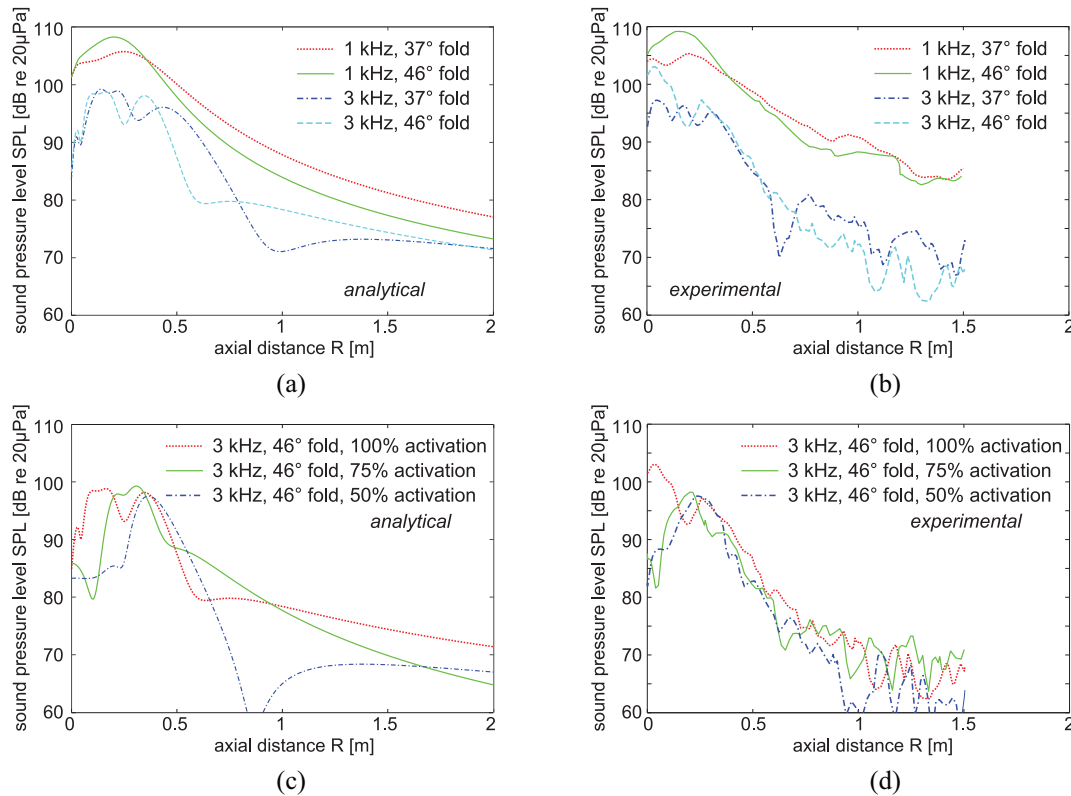 110
100
90
80
70
60
sound pressure level SPL [dB re 20µPa]
1 kHz, 37° fold
1 kHz, 46° fold
3 kHz, 37° fold
3 kHz, 46° fold
analytical
0
0.5
1
1.5
2
axial distance R [m]
(a)
110
100
90
80
70
60
sound pressure level SPL [dB re 20µPa]
1 kHz, 37° fold
1 kHz, 46° fold
3 kHz, 37° fold
3 kHz, 46° fold
experimental
0
0.5
1
1.5
2
axial distance R [m]
(b)
110
100
90
80
70
60
sound pressure level SPL [dB re 20µPa]
3 kHz, 46° fold, 100% activation
3 kHz, 46° fold, 75% activation
3 kHz, 46° fold, 50% activation
analytical
0
0.5
1
1.5
2
axial distance R [m]
(c)
110
100
90
80
70
60
sound pressure level SPL [dB re 20µPa]
3 kHz, 46° fold, 100% activation
3 kHz, 46° fold, 75% activation
3 kHz, 46° fold, 50% activation
experimental
0
0.5
1
1.5
2
axial distance R [m]
(d)